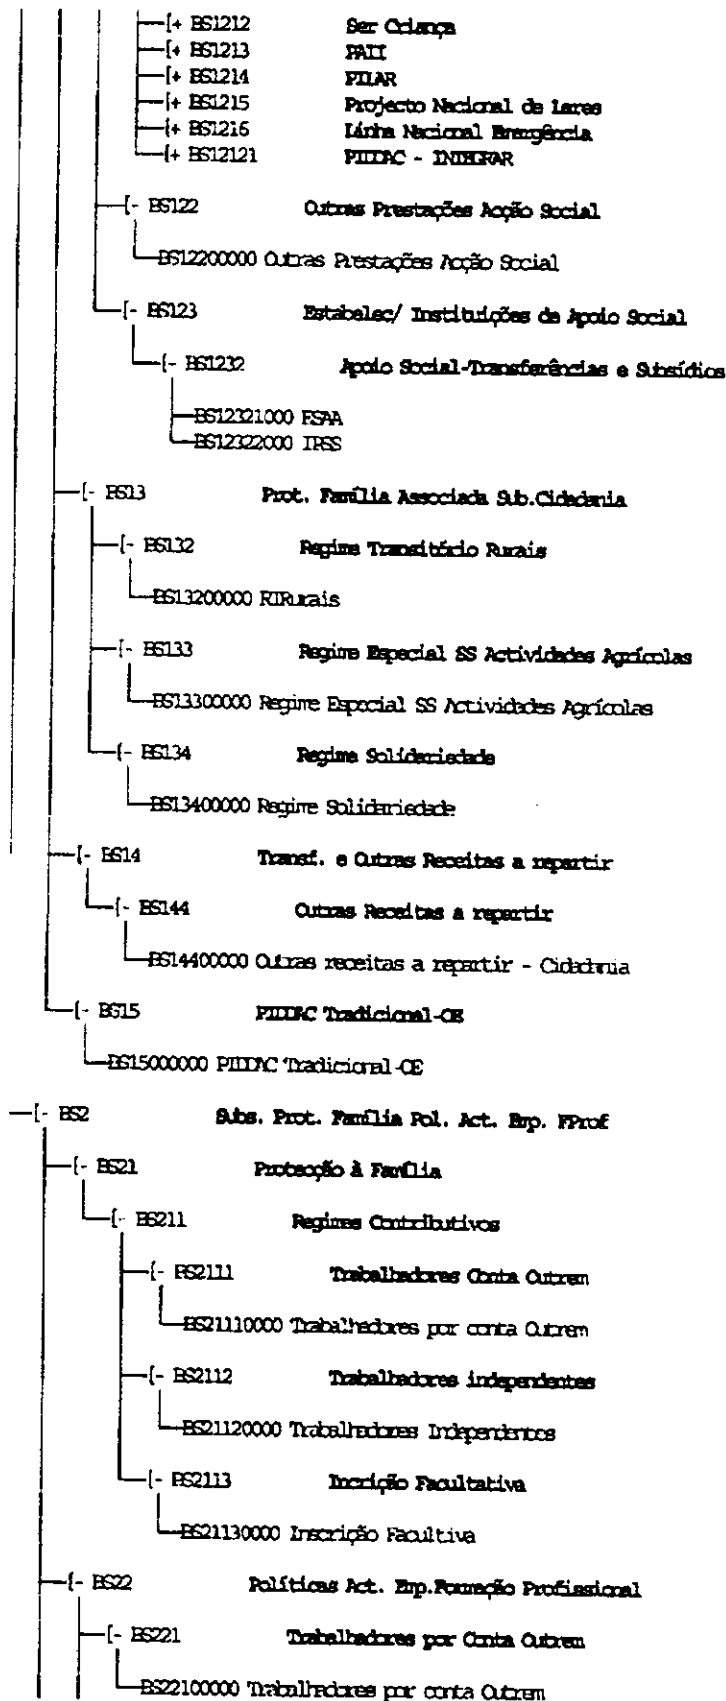 [+ BS1212 Ser Criança
[+ BS1213 PAII
[+ BS1214 PILAR
[+ BS1215 Projecto Nacional de Lares
[+ BS1216 Linha Nacional Emergência
[+ BS12121 PIDDAC - INTEGRAR
[- BS122 Outras Prestações Acção Social
BS12200000 Outras Prestações Acção Social
[- BS123 Estabelec/ Instituições de Apoio Social
[- BS1232 Apoio Social-Transferências e Subsídios
BS12321000 FSAA
BS12322000 IPSS
[- BS13 Prot. Família Associada Sub.Cidadania
[- BS132 Regime Transitório Rurais
BS13200000 RTRurais
[- BS133 Regime Especial SS Actividades Agrícolas
BS13300000 Regime Especial SS Actividades Agrícolas
[- BS134 Regime Solidariedade
BS13400000 Regime Solidariedade
[- BS14 Transf. e Outras Receitas a repartir
[- BS144 Outras Receitas a repartir
BS14400000 Outras receitas a repartir - Cidadania
[- BS15 PIDDAC Tradicional-OE
BS15000000 PIDDAC Tradicional-OE
[- BS2 Subs. Prot. Família Pol. Act. Emp. FProf
[- BS21 Protecção à Família
[- BS211 Regimes Contributivos
[- BS2111 Trabalhadores Conta Outrem
BS21110000 Trabalhadores por conta Outrem
[- BS2112 Trabalhadores independentes
BS21120000 Trabalhadores Independentes
[- BS2113 Incrição Facultativa
BS21130000 Inscrição Facultiva
[- BS22 Políticas Act. Emp.Formação Profissional
[- BS221 Trabalhadores por Conta Outrem
BS22100000 Trabalhadores por conta Outrem